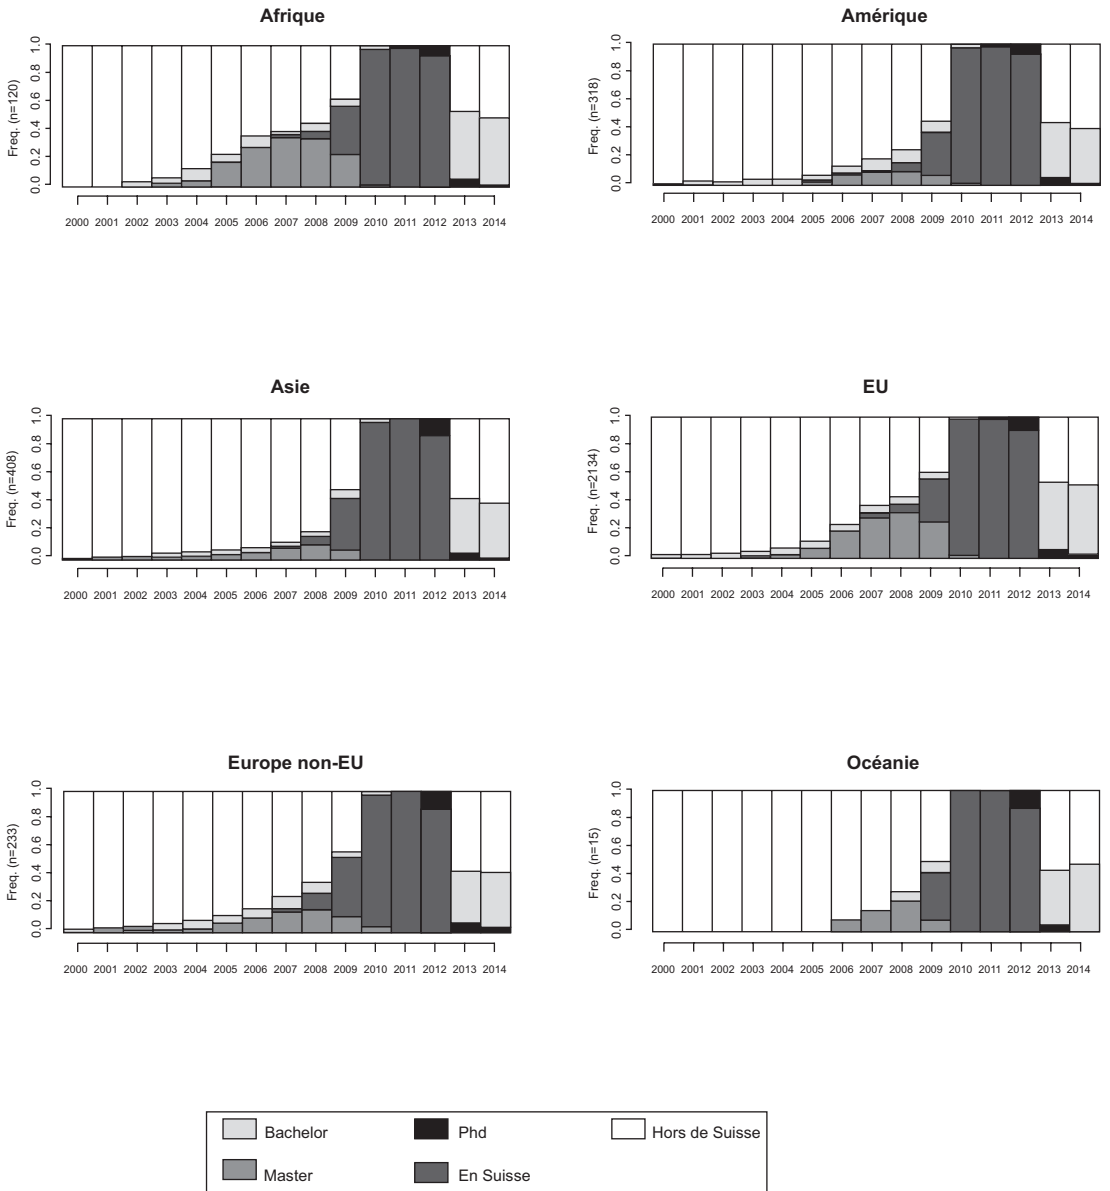 Afrique
Freq. (n=120)
0.0 0.2 0.4 0.6 0.8 1.0
2000 2001 2002 2003 2004 2005 2006 2007 2008 2009 2010 2011 2012 2013 2014
Amérique
Freq. (n=318)
0.0 0.2 0.4 0.6 0.8 1.0
2000 2001 2002 2003 2004 2005 2006 2007 2008 2009 2010 2011 2012 2013 2014
Asie
Freq. (n=408)
0.0 0.2 0.4 0.6 0.8 1.0
2000 2001 2002 2003 2004 2005 2006 2007 2008 2009 2010 2011 2012 2013 2014
EU
Freq. (n=2134)
0.0 0.2 0.4 0.6 0.8 1.0
2000 2001 2002 2003 2004 2005 2006 2007 2008 2009 2010 2011 2012 2013 2014
Europe non-EU
Freq. (n=233)
0.0 0.2 0.4 0.6 0.8 1.0
2000 2001 2002 2003 2004 2005 2006 2007 2008 2009 2010 2011 2012 2013 2014
Océanie
Freq. (n=15)
0.0 0.2 0.4 0.6 0.8 1.0
2000 2001 2002 2003 2004 2005 2006 2007 2008 2009 2010 2011 2012 2013 2014
Bachelor Phd Hors de Suisse
Master En Suisse